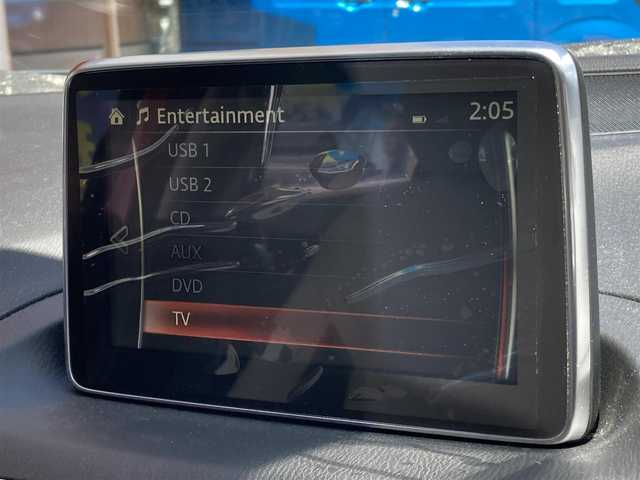 Entertainment 2:05
USB 1
USB 2
CD
AUX
DVD
TV